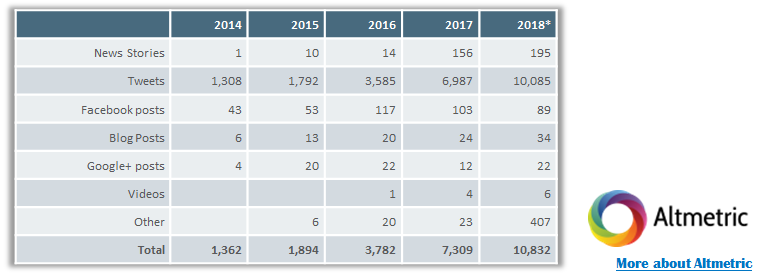 2014 2015 2016 2017 2018*
News Stories 1 10 14 156 195
Tweets 1,308 1,792 3,585 6,987 10,085
Facebook posts 43 53 117 103 89
Blog Posts 6 13 20 24 34
Google+ posts 4 20 22 12 22
Videos 1 4 6
Other 6 20 23 407
Total 1,362 1,894 3,782 7,309 10,832
Altmetric
More about Altmetric